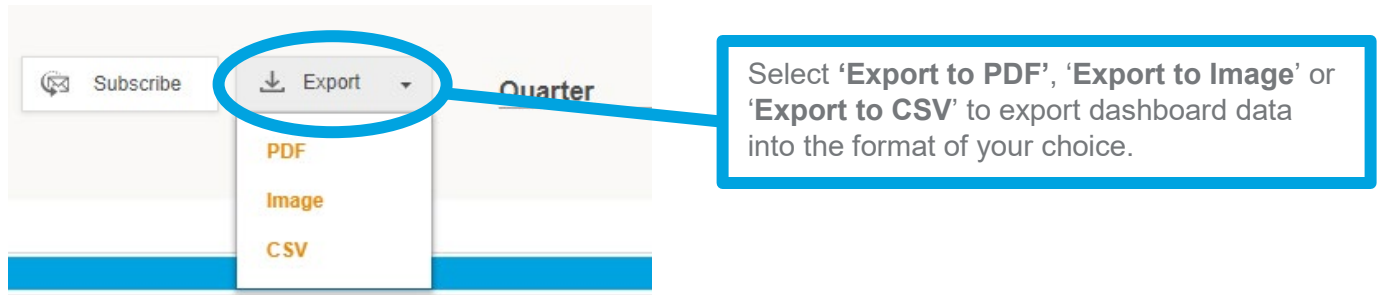 Subscribe
Export
Quarter
PDF
Image
CSV
Select ‘Export to PDF’, ‘Export to Image’ or
‘Export to CSV’ to export dashboard data
into the format of your choice.